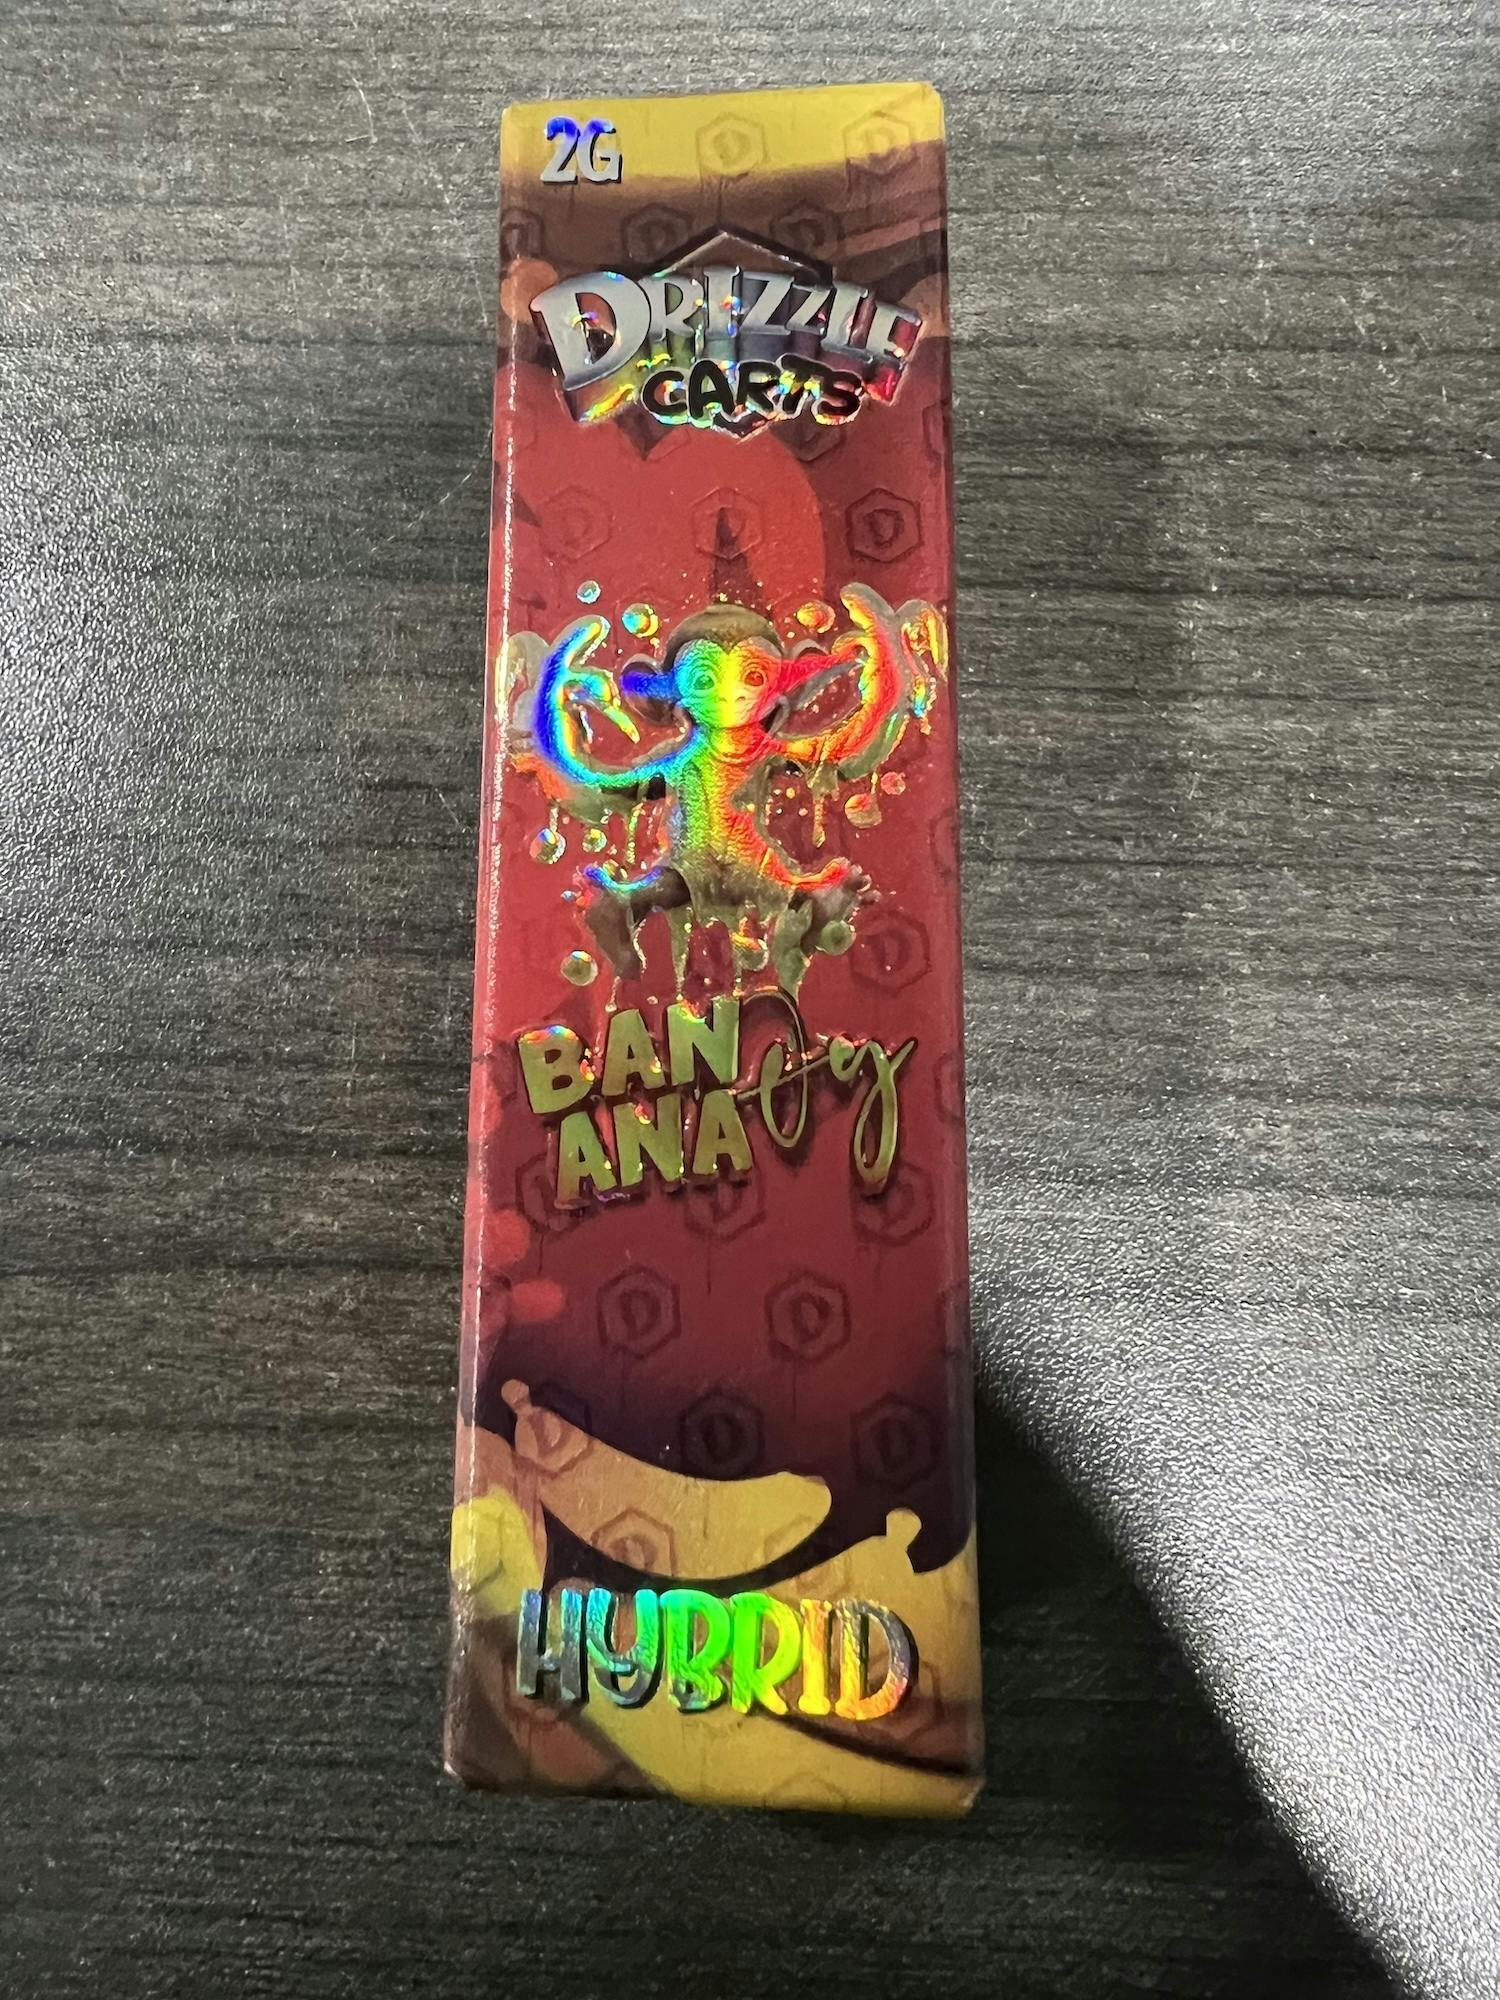 2G
DRIZZLE
CARTS
BAN Og
ANA
HYBRID